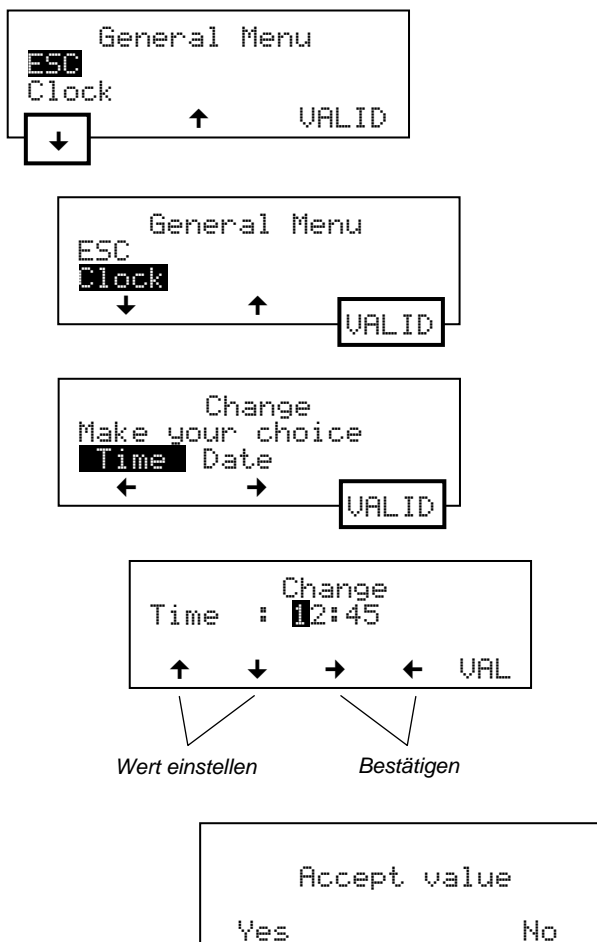 General Menu
ESC
Clock
↓ ↑ VALID
General Menu
ESC
Clock
↓ ↑ VALID
Change
Make your choice
Time Date
← → VALID
Change
Time : 12:45
↑ ↓ → ← VAL
Wert einstellen Bestätigen
Accept value
Yes No